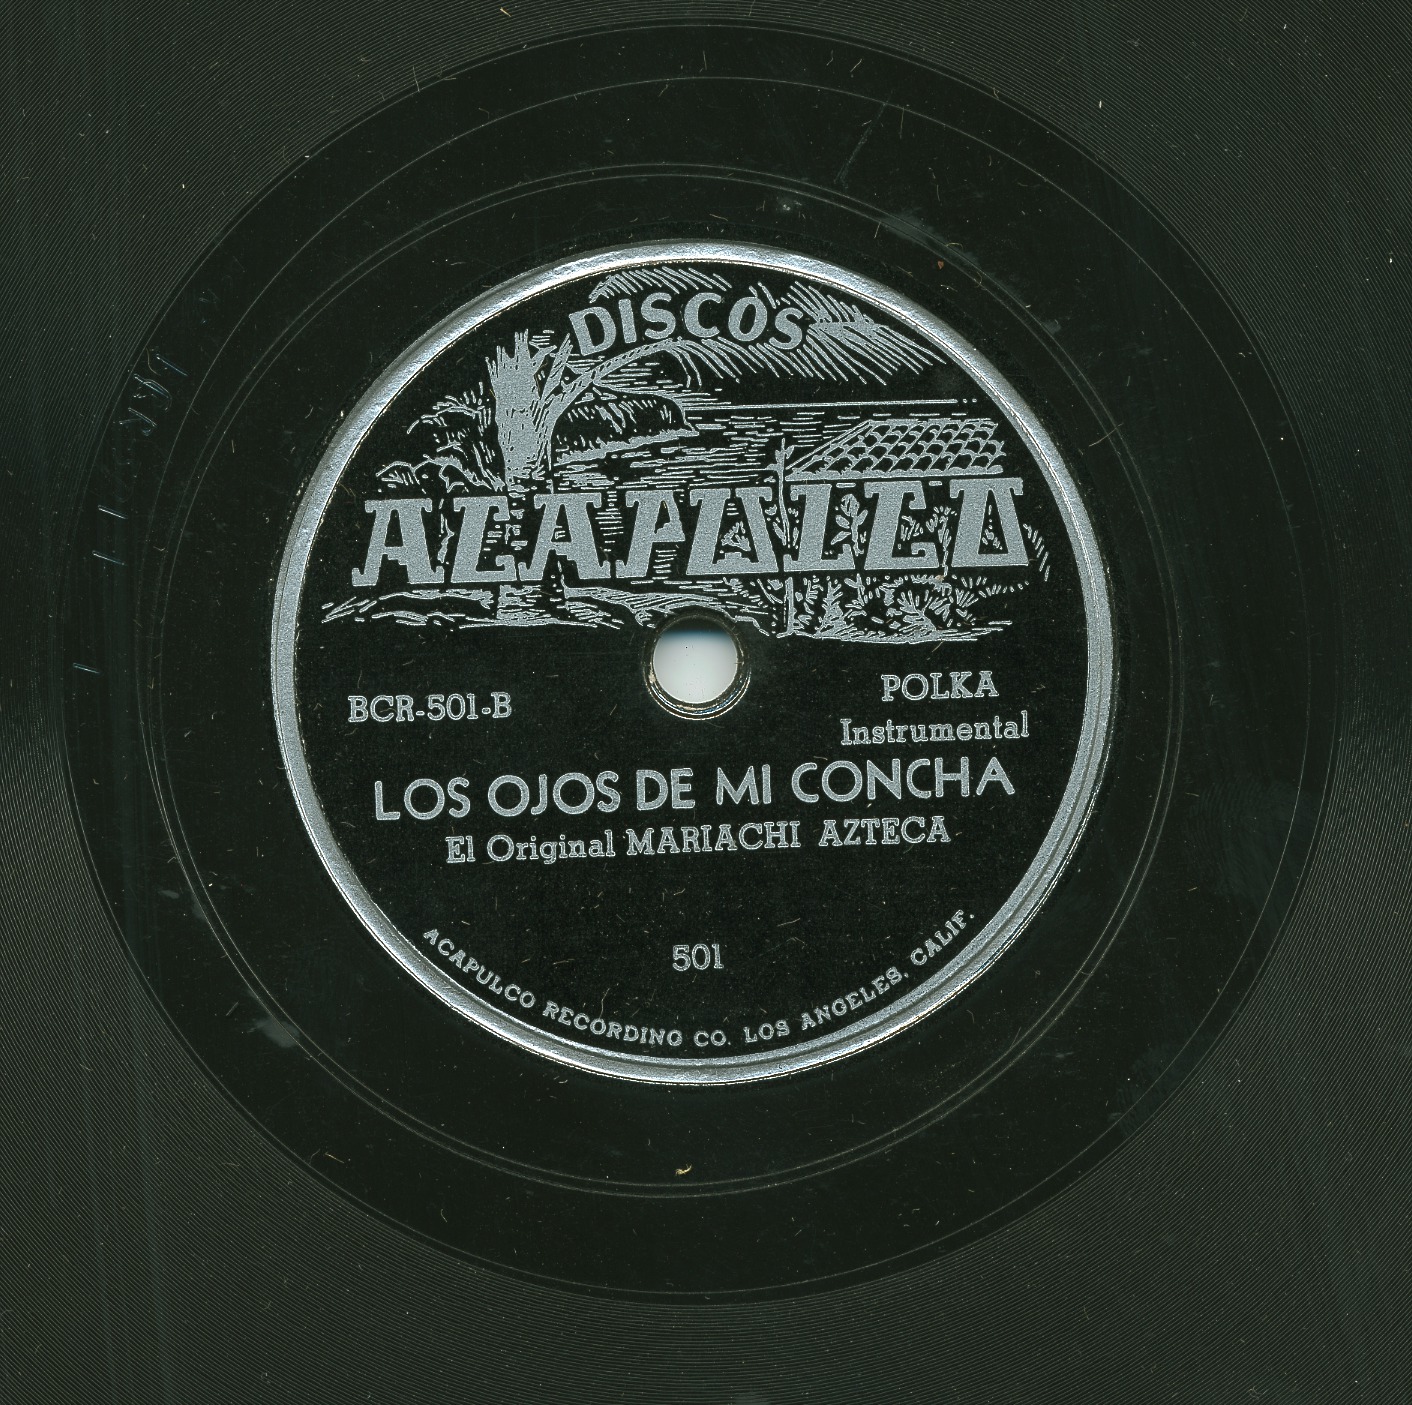 DISCOS
ACAPULCO
BCR-501-B
POLKA
Instrumental
LOS OJOS DE MI CONCHA
El Original MARIACHI AZTECA
501
ACAPULCO RECORDING CO. LOS ANGELES, CALIF.